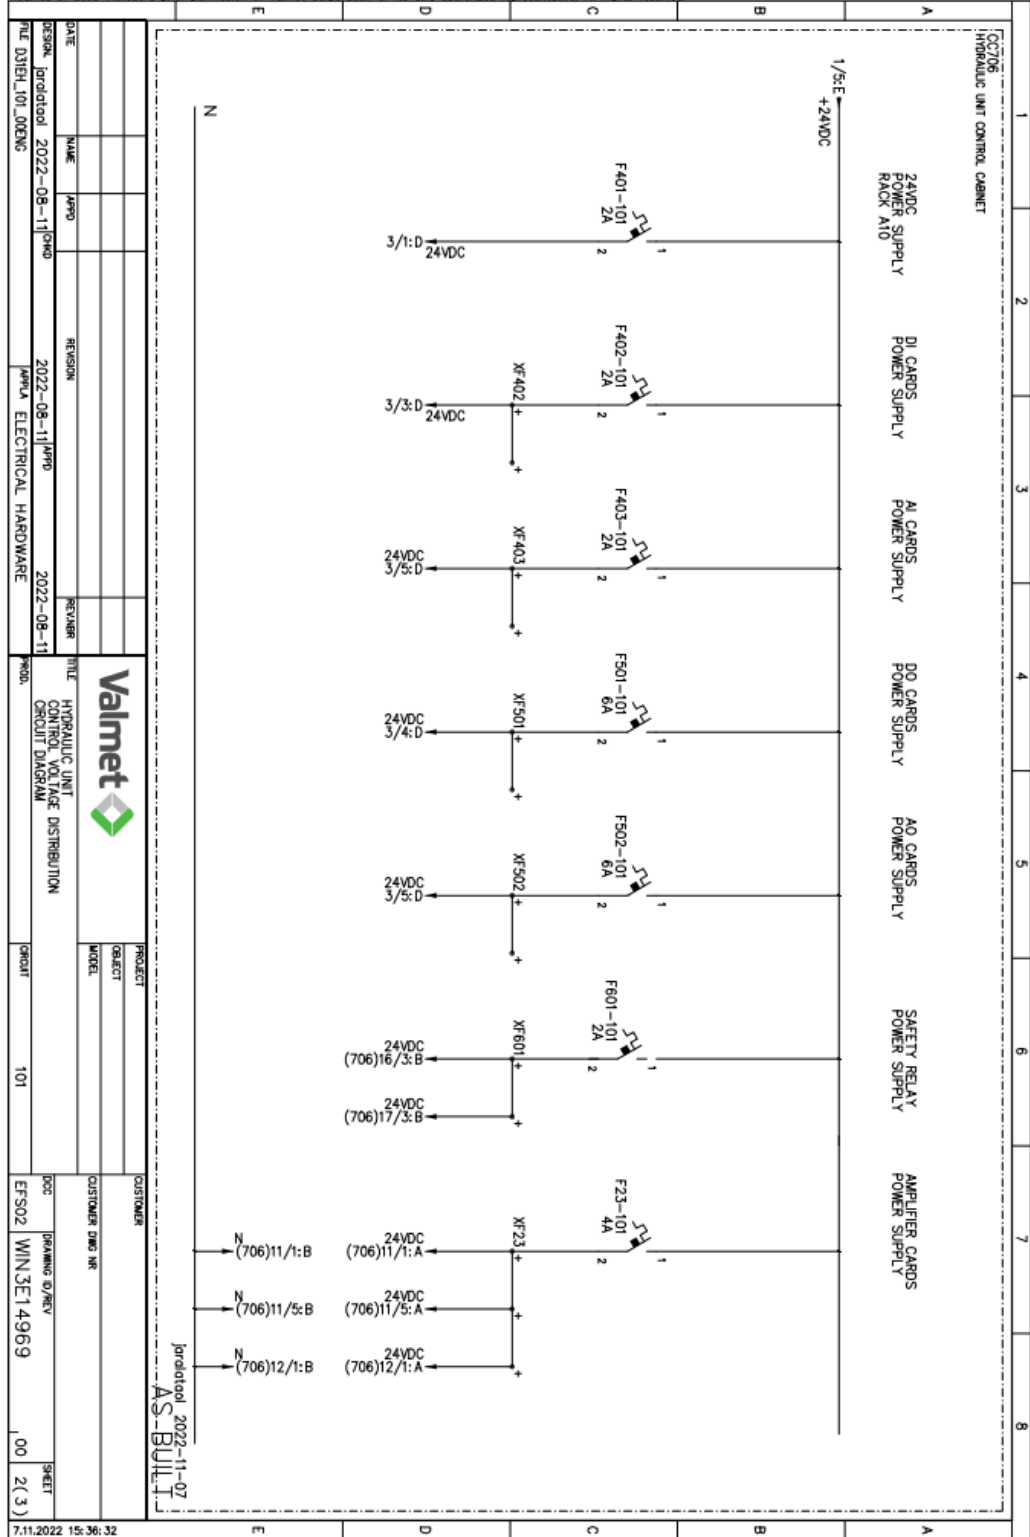 1 2 3 4 5 6 7 8
A
B
C
D
E
A
B
C
D
E
CC706
HYDRAULIC UNIT CONTROL CABINET
24VDC
POWER SUPPLY
RACK A10
DI CARDS
POWER SUPPLY
AI CARDS
POWER SUPPLY
DO CARDS
POWER SUPPLY
AO CARDS
POWER SUPPLY
SAFETY RELAY
POWER SUPPLY
AMPLIFIER CARDS
POWER SUPPLY
1/5:E
+24VDC
F401-101
2A
1
2
F402-101
2A
1
2
F403-101
2A
1
2
F501-101
6A
1
2
F502-101
6A
1
2
F601-101
2A
1
2
F23-101
4A
1
2
XF402 + +
XF403 + +
XF501 + +
XF502 + +
XF601 + +
XF23 + + +
3/1:D
24VDC
3/3:D
24VDC
24VDC
3/5:D
24VDC
3/4:D
24VDC
3/5:D
24VDC
(706)16/3:B
24VDC
(706)17/3:B
24VDC
(706)11/1:A
24VDC
(706)11/5:A
24VDC
(706)12/1:A
N
(706)11/1:B
N
(706)11/5:B
N
(706)12/1:B
N
jaralataol 2022-11-07
AS-BUILT
DATE NAME APPD REVISION REV.NBR
DESIGN. jaralataol 2022-08-11 CHKD 2022-08-11 APPD 2022-08-11
FILE D31EH_101_00ENG APPLA ELECTRICAL HARDWARE
Valmet
TITLE
HYDRAULIC UNIT
CONTROL VOLTAGE DISTRIBUTION
CIRCUIT DIAGRAM
PROD.
PROJECT
OBJECT
MODEL
CIRCUIT 101
CUSTOMER
CUSTOMER DWG NR
DCC EFS02
DRAWING ID/REV WIN3E14969 00
SHEET 2(3)
7.11.2022 15:36:32